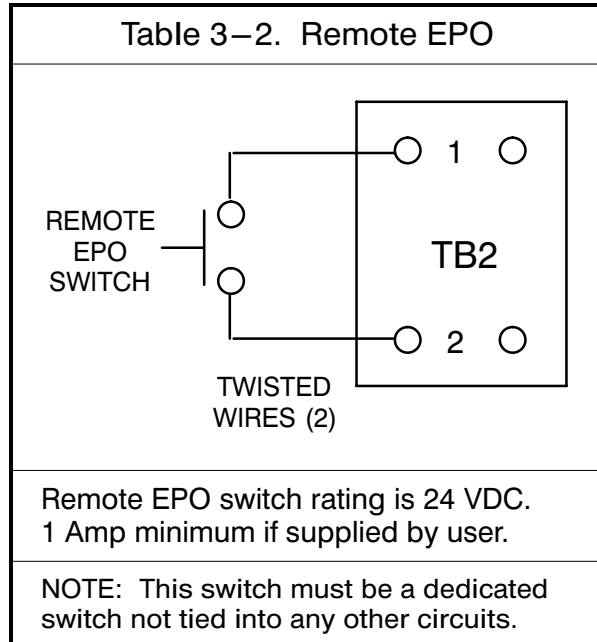 Table 3–2. Remote EPO
1
REMOTE
EPO
SWITCH
TB2
2
TWISTED
WIRES (2)
Remote EPO switch rating is 24 VDC.
1 Amp minimum if supplied by user.
NOTE: This switch must be a dedicated
switch not tied into any other circuits.